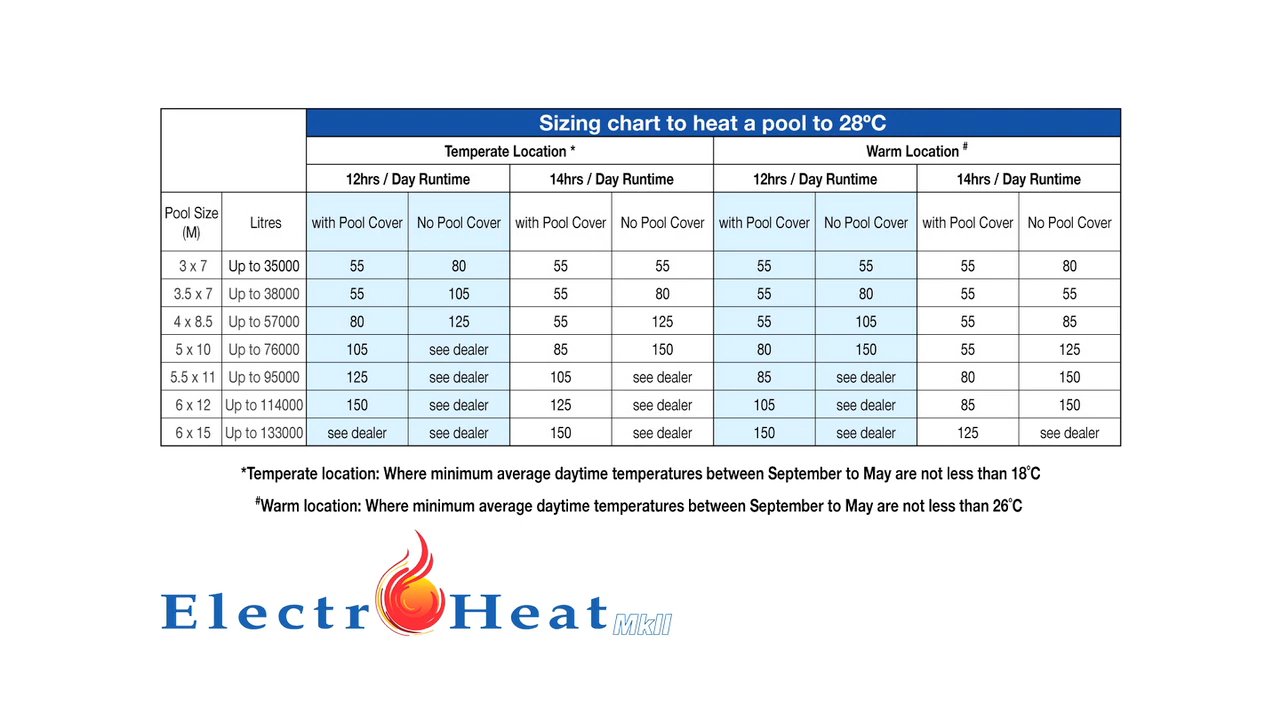 Sizing chart to heat a pool to 28ºC
Temperate Location * Warm Location #
12hrs / Day Runtime 14hrs / Day Runtime 12hrs / Day Runtime 14hrs / Day Runtime
Pool Size (M) Litres with Pool Cover No Pool Cover with Pool Cover No Pool Cover with Pool Cover No Pool Cover with Pool Cover No Pool Cover
3 x 7 Up to 35000 55 80 55 55 55 55 55 80
3.5 x 7 Up to 38000 55 105 55 80 55 80 55 55
4 x 8.5 Up to 57000 80 125 55 125 55 105 55 85
5 x 10 Up to 76000 105 see dealer 85 150 80 150 55 125
5.5 x 11 Up to 95000 125 see dealer 105 see dealer 85 see dealer 80 150
6 x 12 Up to 114000 150 see dealer 125 see dealer 105 see dealer 85 150
6 x 15 Up to 133000 see dealer see dealer 150 see dealer 150 see dealer 125 see dealer
*Temperate location: Where minimum average daytime temperatures between September to May are not less than 18°C
#Warm location: Where minimum average daytime temperatures between September to May are not less than 26°C
ElectroHeat MkII